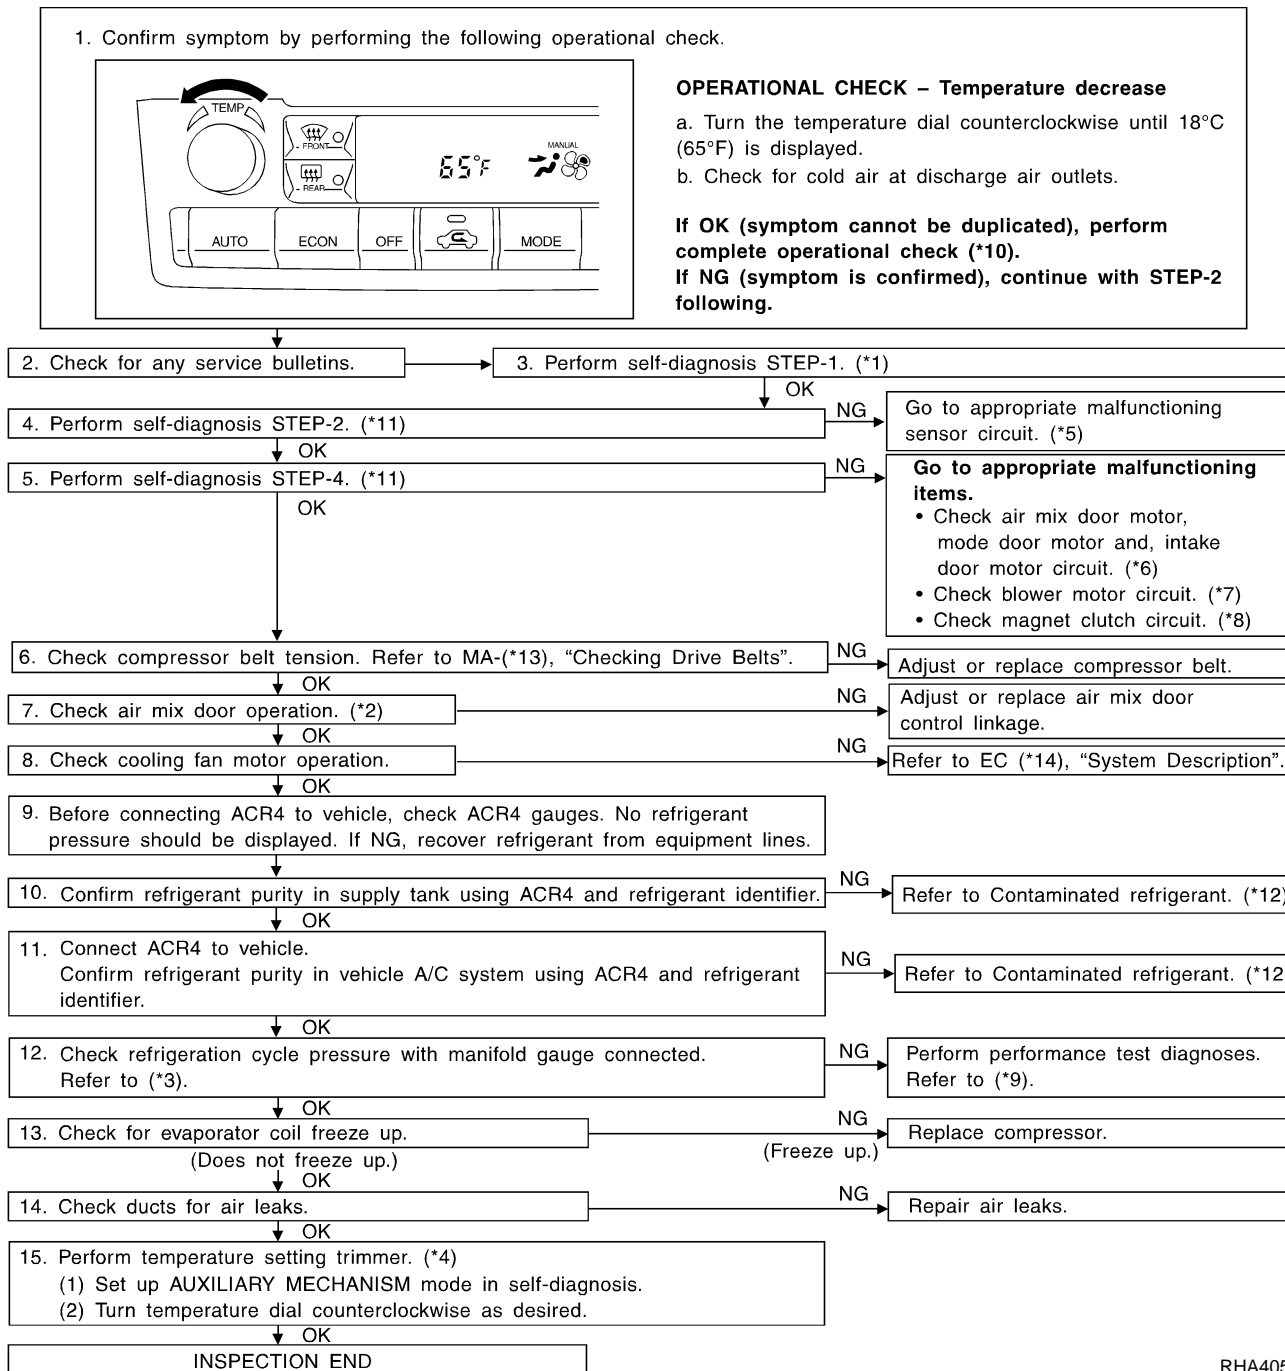 1. Confirm symptom by performing the following operational check.
TEMP
FRONT
REAR
65°F
MANUAL
AUTO
ECON
OFF
MODE
OPERATIONAL CHECK – Temperature decrease
a. Turn the temperature dial counterclockwise until 18°C
(65°F) is displayed.
b. Check for cold air at discharge air outlets.
If OK (symptom cannot be duplicated), perform
complete operational check (*10).
If NG (symptom is confirmed), continue with STEP-2
following.
2. Check for any service bulletins.
3. Perform self-diagnosis STEP-1. (*1)
OK
4. Perform self-diagnosis STEP-2. (*11)
NG
Go to appropriate malfunctioning
sensor circuit. (*5)
OK
5. Perform self-diagnosis STEP-4. (*11)
NG
Go to appropriate malfunctioning
items.
• Check air mix door motor,
mode door motor and, intake
door motor circuit. (*6)
• Check blower motor circuit. (*7)
• Check magnet clutch circuit. (*8)
OK
6. Check compressor belt tension. Refer to MA-(*13), “Checking Drive Belts”.
NG
Adjust or replace compressor belt.
OK
7. Check air mix door operation. (*2)
NG
Adjust or replace air mix door
control linkage.
OK
8. Check cooling fan motor operation.
NG
Refer to EC (*14), “System Description”.
OK
9. Before connecting ACR4 to vehicle, check ACR4 gauges. No refrigerant
pressure should be displayed. If NG, recover refrigerant from equipment lines.
10. Confirm refrigerant purity in supply tank using ACR4 and refrigerant identifier.
NG
Refer to Contaminated refrigerant. (*12)
OK
11. Connect ACR4 to vehicle.
Confirm refrigerant purity in vehicle A/C system using ACR4 and refrigerant
identifier.
NG
Refer to Contaminated refrigerant. (*12
OK
12. Check refrigeration cycle pressure with manifold gauge connected.
Refer to (*3).
NG
Perform performance test diagnoses.
Refer to (*9).
OK
13. Check for evaporator coil freeze up.
NG
(Freeze up.)
Replace compressor.
(Does not freeze up.)
OK
14. Check ducts for air leaks.
NG
Repair air leaks.
OK
15. Perform temperature setting trimmer. (*4)
(1) Set up AUXILIARY MECHANISM mode in self-diagnosis.
(2) Turn temperature dial counterclockwise as desired.
OK
INSPECTION END
RHA405